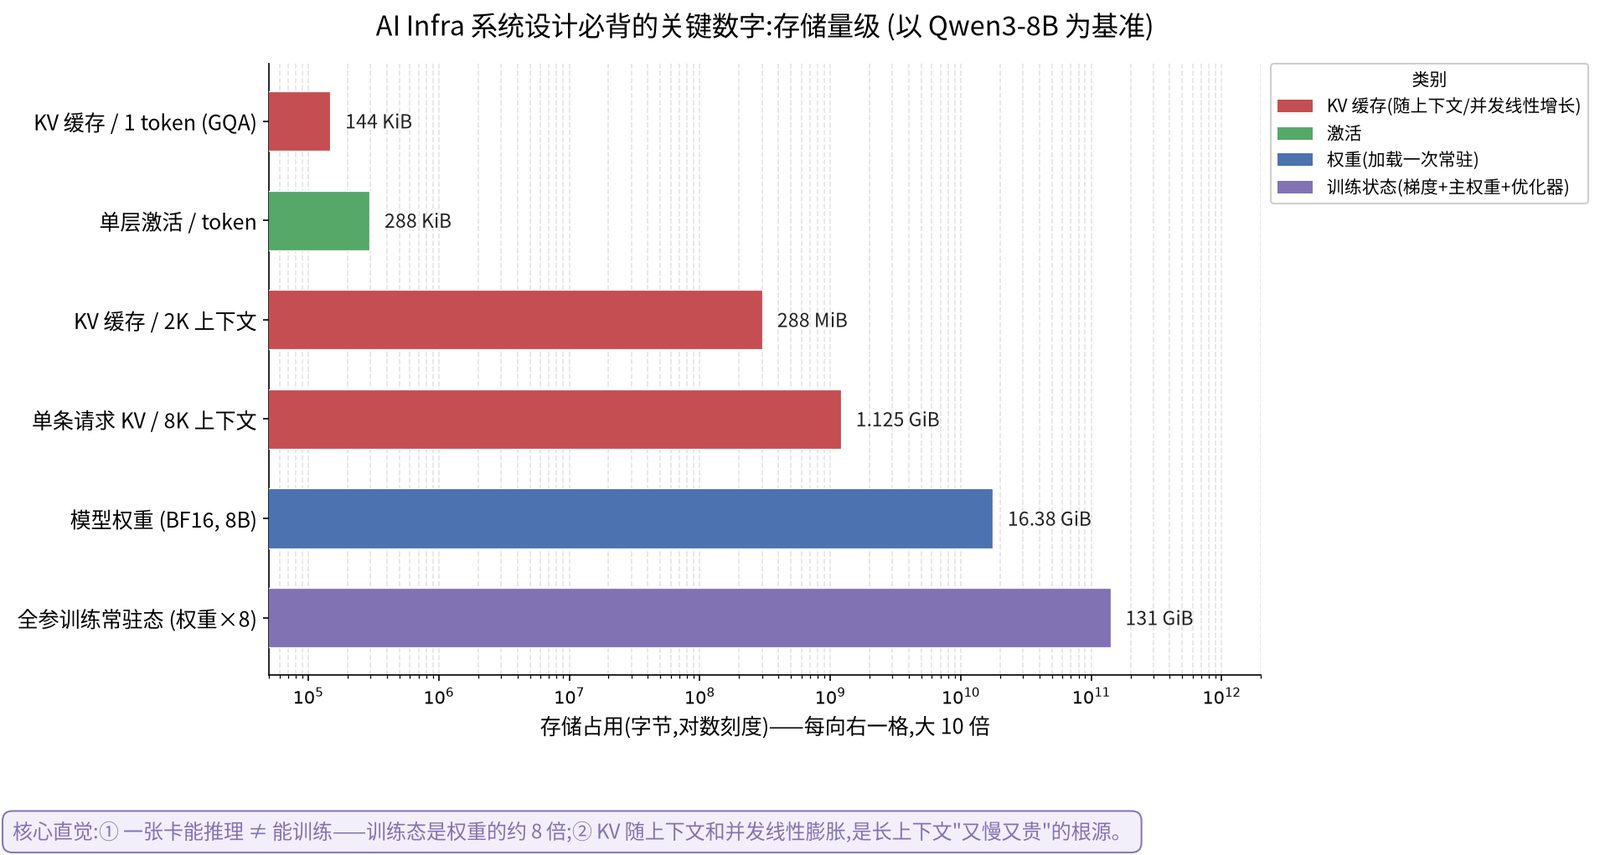 AI Infra 系统设计必背的关键数字:存储量级 (以 Qwen3-8B 为基准)
类别
KV 缓存(随上下文/并发线性增长)
激活
权重(加载一次常驻)
训练状态(梯度+主权重+优化器)
KV 缓存 / 1 token (GQA)
144 KiB
单层激活 / token
288 KiB
KV 缓存 / 2K 上下文
288 MiB
单条请求 KV / 8K 上下文
1.125 GiB
模型权重 (BF16, 8B)
16.38 GiB
全参训练常驻态 (权重×8)
131 GiB
10⁵ 10⁶ 10⁷ 10⁸ 10⁹ 10¹⁰ 10¹¹ 10¹²
存储占用(字节,对数刻度)——每向右一格,大 10 倍
核心直觉:① 一张卡能推理 ≠ 能训练——训练态是权重的约 8 倍;② KV 随上下文和并发线性膨胀,是长上下文"又慢又贵"的根源。